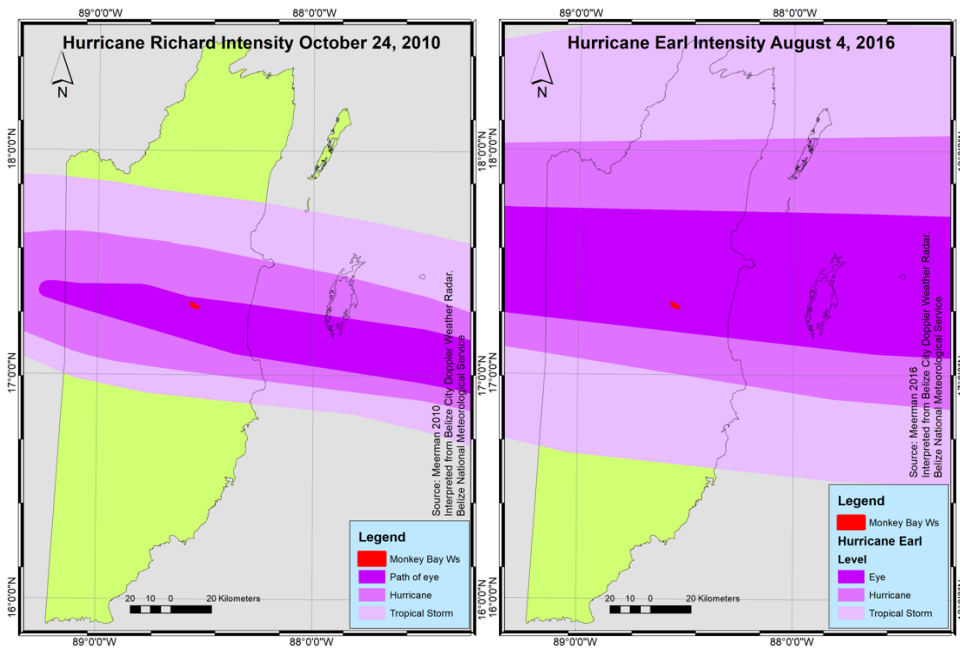 89°0'0"W
88°0'0"W
Hurricane Richard Intensity October 24, 2010
N
18°0'0"N
18°0'0"N
17°0'0"N
17°0'0"N
16°0'0"N
16°0'0"N
Source: Meerman 2010
Interpreted from Belize City Doppler Weather Radar.
Belize National Meteorological Service
Legend
Monkey Bay Ws
Path of eye
Hurricane
Tropical Storm
20 10 0 20 Kilometers
89°0'0"W
88°0'0"W
89°0'0"W
88°0'0"W
Hurricane Earl Intensity August 4, 2016
N
Source: Meerman 2016
Interpreted from Belize City Doppler Weather Radar.
Belize National Meteorological Service
Legend
Monkey Bay Ws
Hurricane Earl
Level
Eye
Hurricane
Tropical Storm
20 10 0 20 Kilometers
89°0'0"W
88°0'0"W